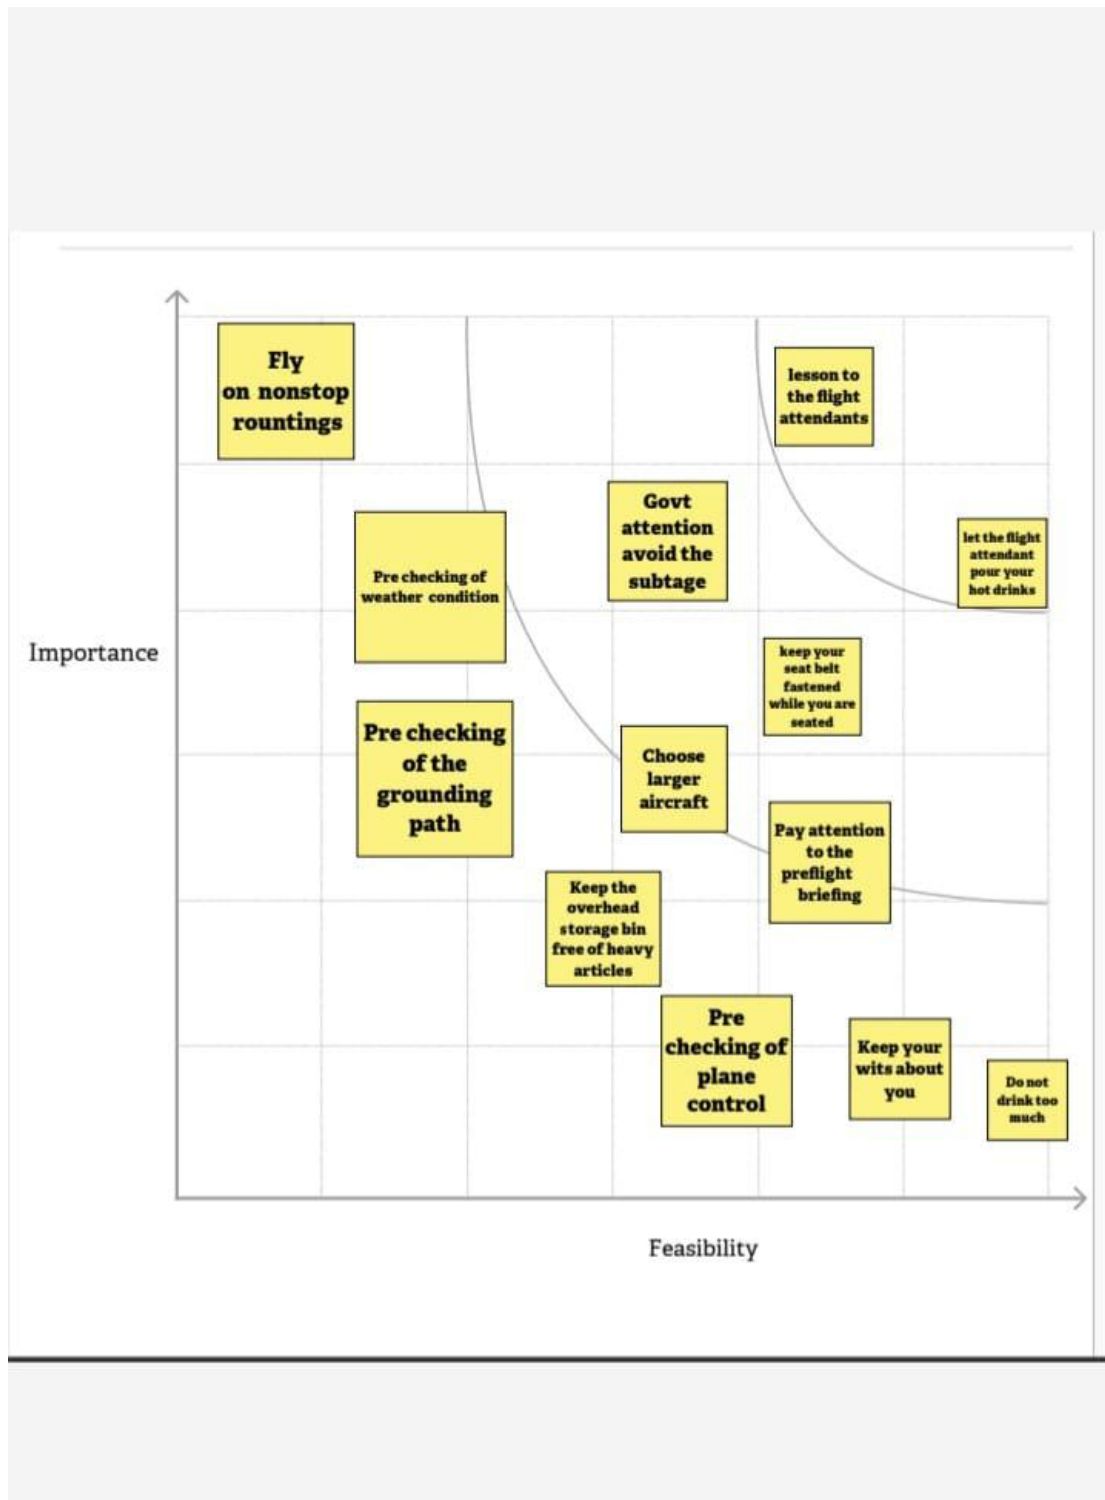 Fly
on nonstop
rountings
lesson to
the flight
attendants
Govt
attention
avoid the
subtage
Pre checking of
weather condition
let the flight
attendant
pour your
hot drinks
Importance
keep your
seat belt
fastened
while you are
seated
Pre checking
of the
grounding
path
Choose
larger
aircraft
Pay attention
to the
preflight
briefing
Keep the
overhead
storage bin
free of heavy
articles
Pre
checking of
plane
control
Keep your
wits about
you
Do not
drink too
much
Feasibility